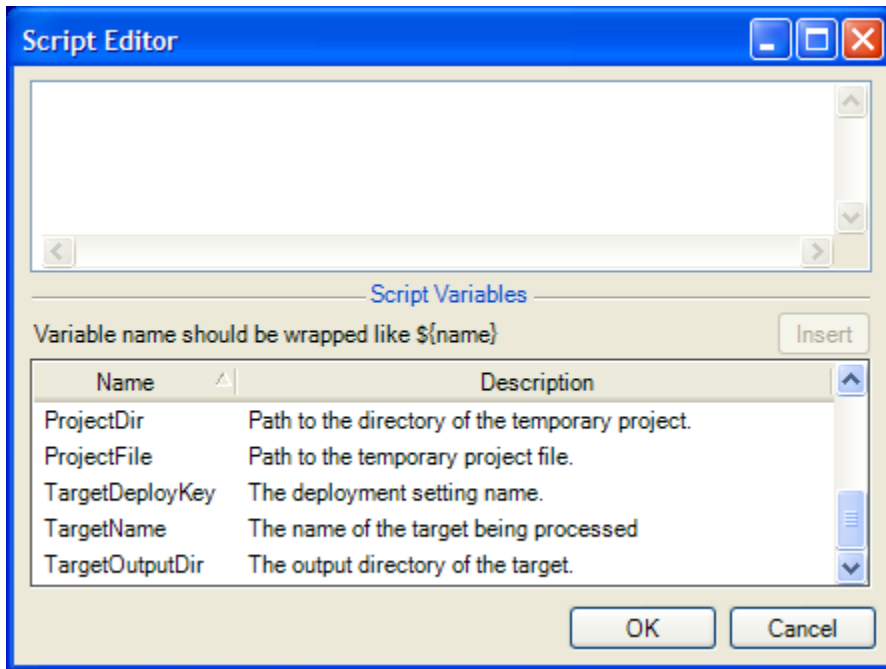 Script Editor
Script Variables
Variable name should be wrapped like ${name}
Insert
Name Description
ProjectDir Path to the directory of the temporary project.
ProjectFile Path to the temporary project file.
TargetDeployKey The deployment setting name.
TargetName The name of the target being processed
TargetOutputDir The output directory of the target.
OK Cancel